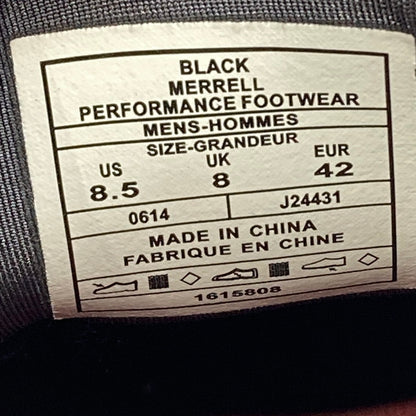 BLACK
MERRELL
PERFORMANCE FOOTWEAR
MENS-HOMMES
SIZE-GRANDEUR
US UK EUR
8.5 8 42
0614 J24431
MADE IN CHINA
FABRIQUE EN CHINE
1615808